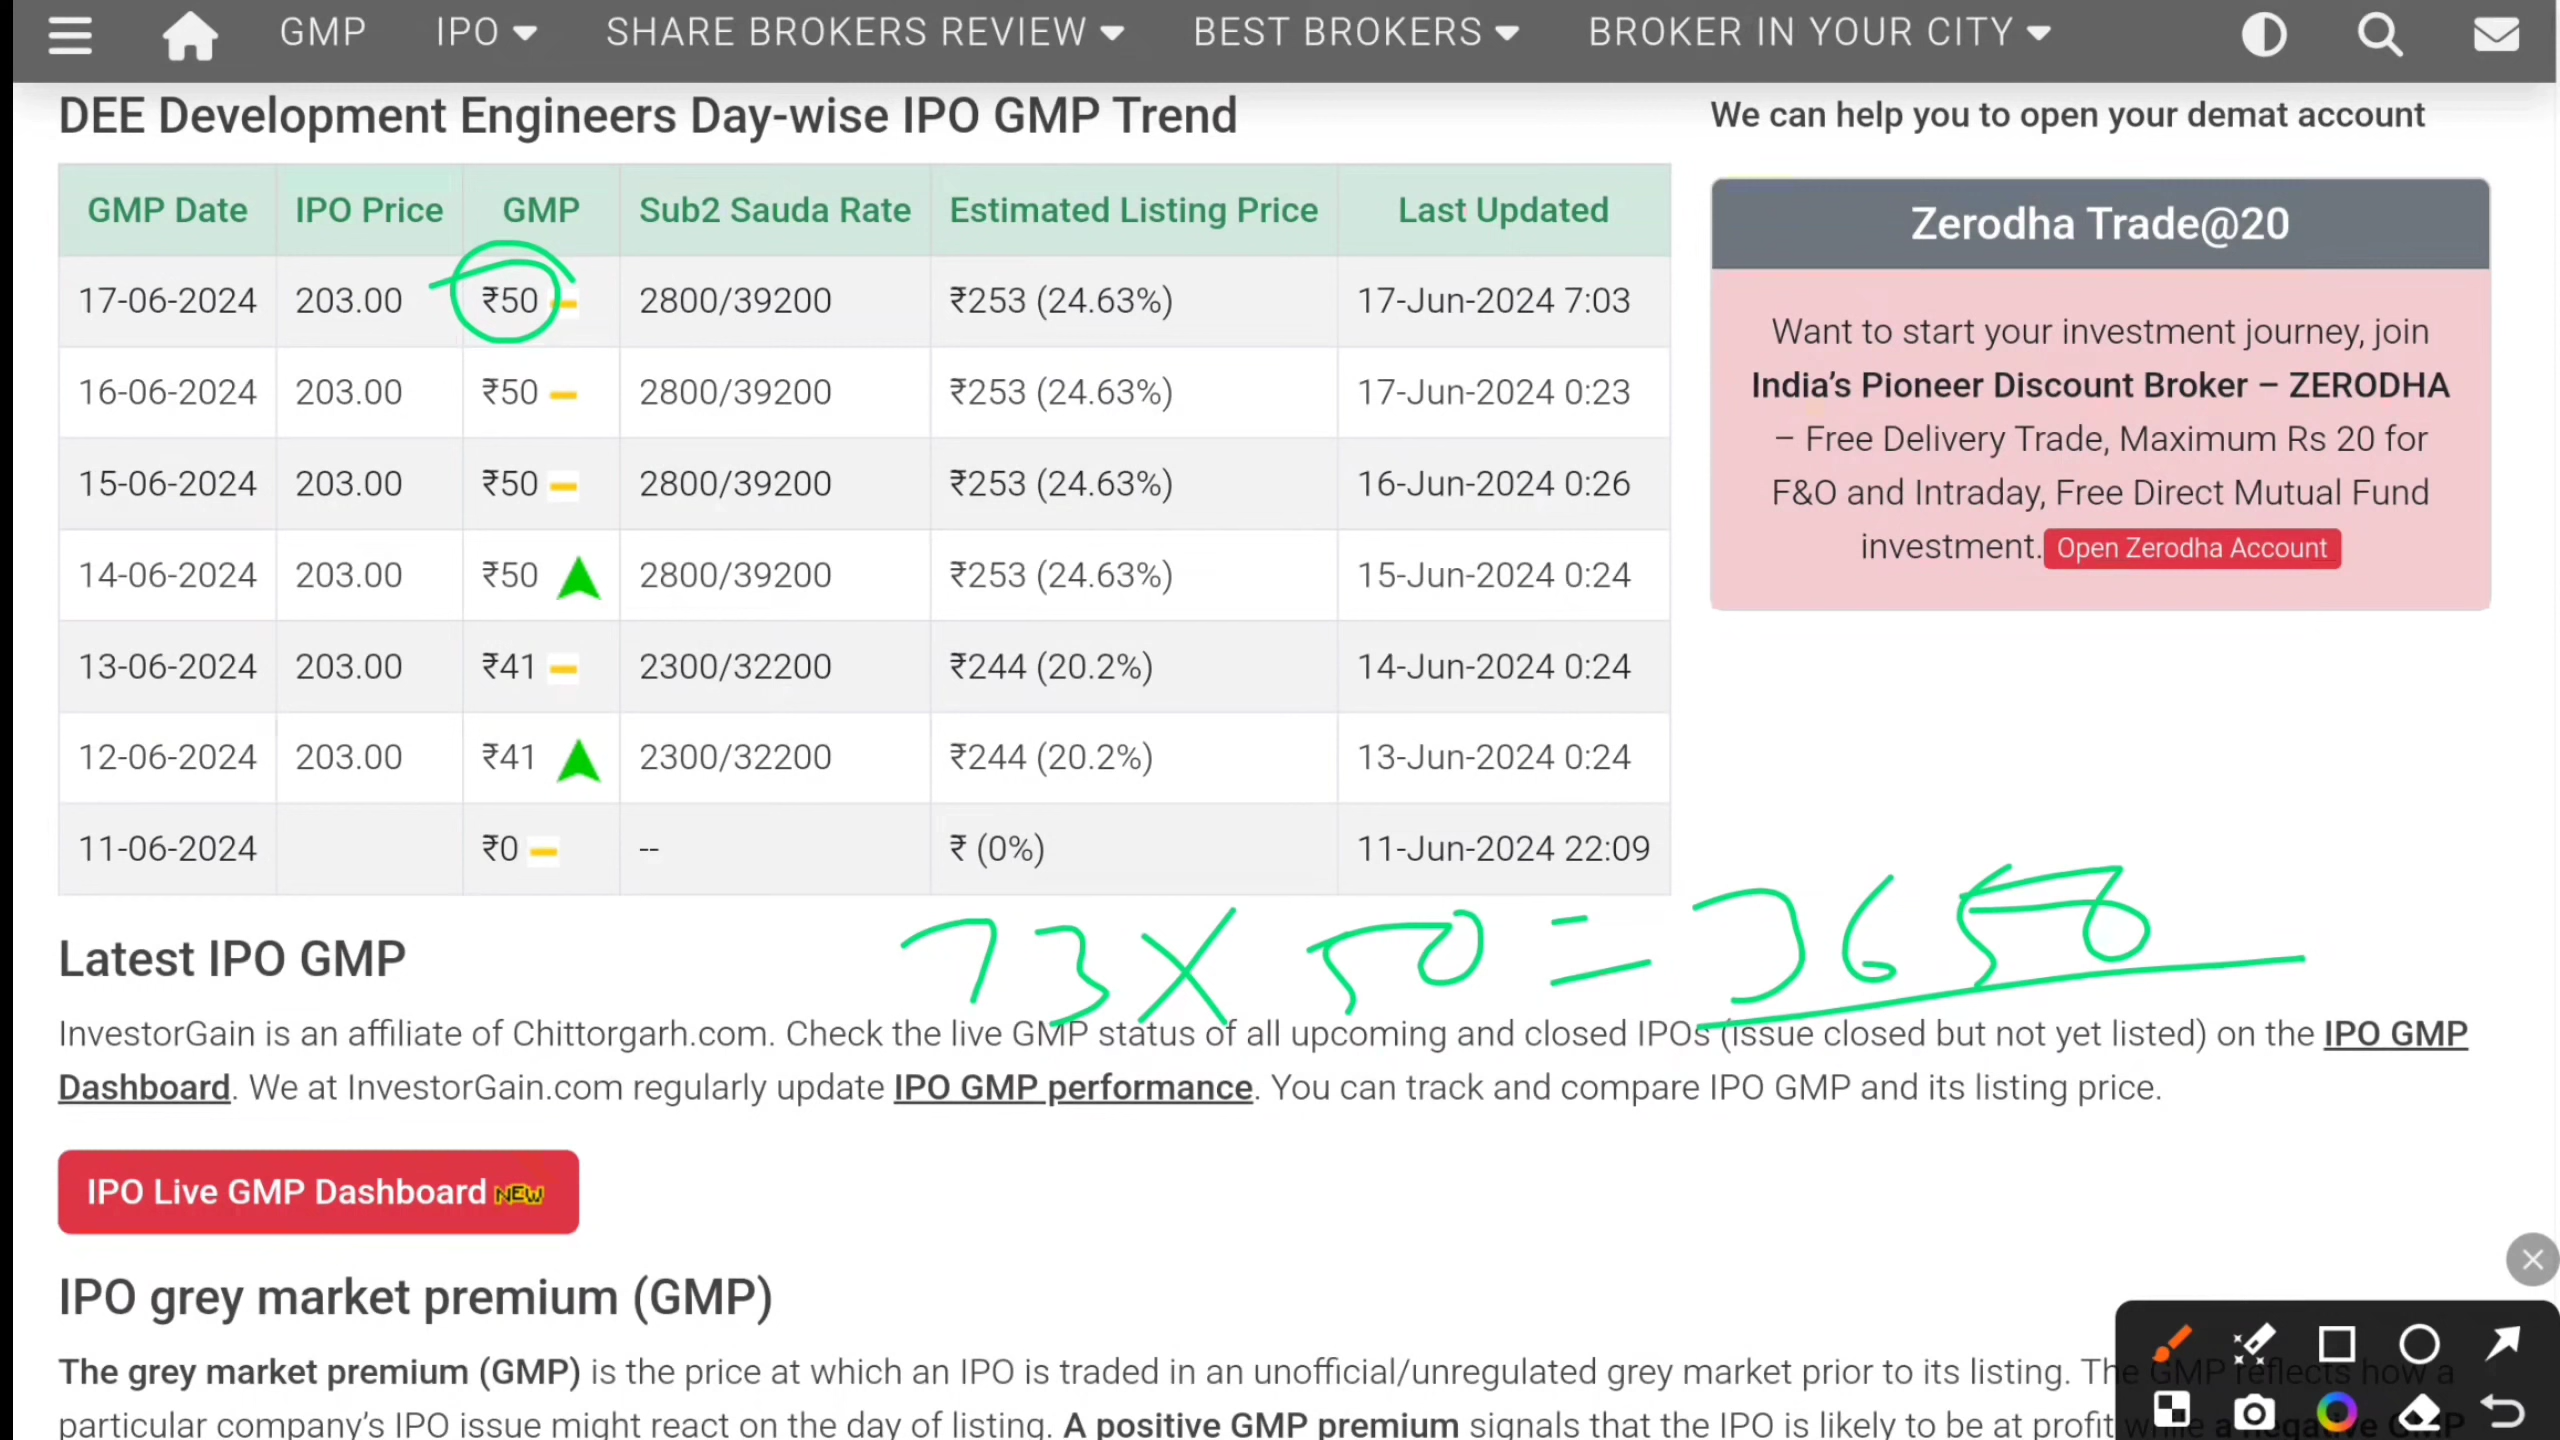 GMP IPO SHARE BROKERS REVIEW BEST BROKERS BROKER IN YOUR CITY
DEE Development Engineers Day-wise IPO GMP Trend
GMP Date IPO Price GMP Sub2 Sauda Rate Estimated Listing Price Last Updated
17-06-2024 203.00 ₹50 2800/39200 ₹253 (24.63%) 17-Jun-2024 7:03
16-06-2024 203.00 ₹50 2800/39200 ₹253 (24.63%) 17-Jun-2024 0:23
15-06-2024 203.00 ₹50 2800/39200 ₹253 (24.63%) 16-Jun-2024 0:26
14-06-2024 203.00 ₹50 2800/39200 ₹253 (24.63%) 15-Jun-2024 0:24
13-06-2024 203.00 ₹41 2300/32200 ₹244 (20.2%) 14-Jun-2024 0:24
12-06-2024 203.00 ₹41 2300/32200 ₹244 (20.2%) 13-Jun-2024 0:24
11-06-2024 ₹0 -- ₹ (0%) 11-Jun-2024 22:09
We can help you to open your demat account
Zerodha Trade@20
Want to start your investment journey, join
India's Pioneer Discount Broker – ZERODHA
– Free Delivery Trade, Maximum Rs 20 for
F&O and Intraday, Free Direct Mutual Fund
investment. Open Zerodha Account
73 X 50 = 3650
Latest IPO GMP
InvestorGain is an affiliate of Chittorgarh.com. Check the live GMP status of all upcoming and closed IPOs (issue closed but not yet listed) on the IPO GMP
Dashboard. We at InvestorGain.com regularly update IPO GMP performance. You can track and compare IPO GMP and its listing price.
IPO Live GMP Dashboard NEW
IPO grey market premium (GMP)
The grey market premium (GMP) is the price at which an IPO is traded in an unofficial/unregulated grey market prior to its listing. The GMP reflects how a
particular company's IPO issue might react on the day of listing. A positive GMP premium signals that the IPO is likely to be at profit while a negative GMP